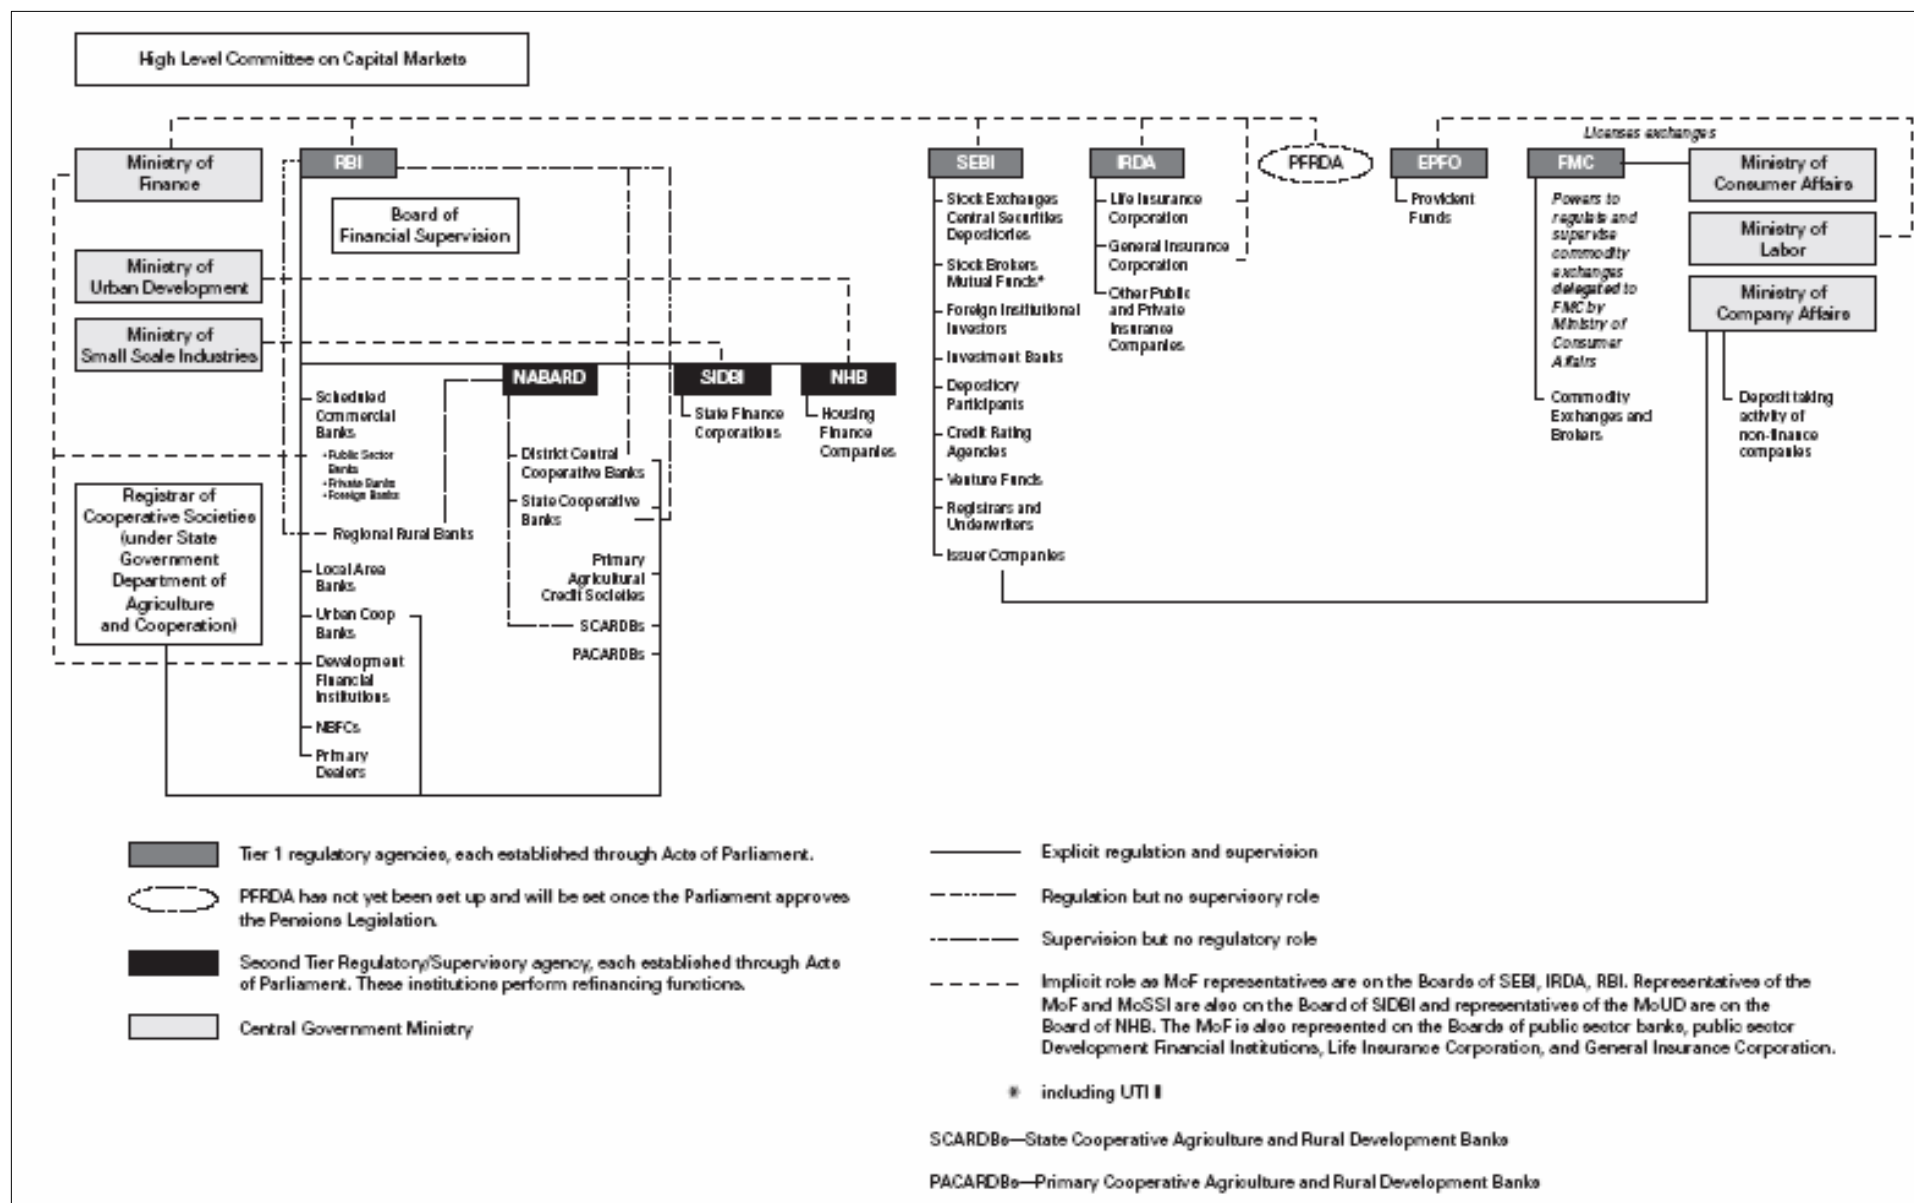 High Level Committee on Capital Markets
Licenses exchanges
Ministry of
Finance
RBI
SEBI
IRDA
PFRDA
EPFO
FMC
Ministry of
Consumer Affairs
Board of
Financial Supervision
Ministry of
Urban Development
Ministry of
Small Scale Industries
Registrar of
Cooperative Societies
(under State
Government
Department of
Agriculture
and Cooperation)
Scheduled
Commercial
Banks
• Public Sector
Banks
• Private Banks
• Foreign Banks
Regional Rural Banks
Local Area
Banks
Urban Coop
Banks
Development
Financial
Institutions
NBFCs
Primary
Dealers
NABARD
District Central
Cooperative Banks
State Cooperative
Banks
Primary
Agricultural
Credit Societies
SCARDBs
PACARDBs
SIDBI
State Finance
Corporations
NHB
Housing
Finance
Companies
Stock Exchanges
Central Securities
Depositories
Stock Brokers
Mutual Funds*
Foreign Institutional
Investors
Investment Banks
Depository
Participants
Credit Rating
Agencies
Venture Funds
Registrars and
Underwriters
Issuer Companies
Life Insurance
Corporation
General Insurance
Corporation
Other Public
and Private
Insurance
Companies
Provident
Funds
Powers to
regulate and
supervise
commodity
exchanges
delegated to
FMC by
Ministry of
Consumer
Affairs
Commodity
Exchanges and
Brokers
Ministry of
Labor
Ministry of
Company Affairs
Deposit taking
activity of
non-finance
companies
Tier 1 regulatory agencies, each established through Acts of Parliament.
PFRDA has not yet been set up and will be set once the Parliament approves
the Pensions Legislation.
Second Tier Regulatory/Supervisory agency, each established through Acts
of Parliament. These institutions perform refinancing functions.
Central Government Ministry
Explicit regulation and supervision
Regulation but no supervisory role
Supervision but no regulatory role
Implicit role as MoF representatives are on the Boards of SEBI, IRDA, RBI. Representatives of the
MoF and MoSSI are also on the Board of SIDBI and representatives of the MoUD are on the
Board of NHB. The MoF is also represented on the Boards of public sector banks, public sector
Development Financial Institutions, Life Insurance Corporation, and General Insurance Corporation.
* including UTI II
SCARDBs—State Cooperative Agriculture and Rural Development Banks
PACARDBs—Primary Cooperative Agriculture and Rural Development Banks